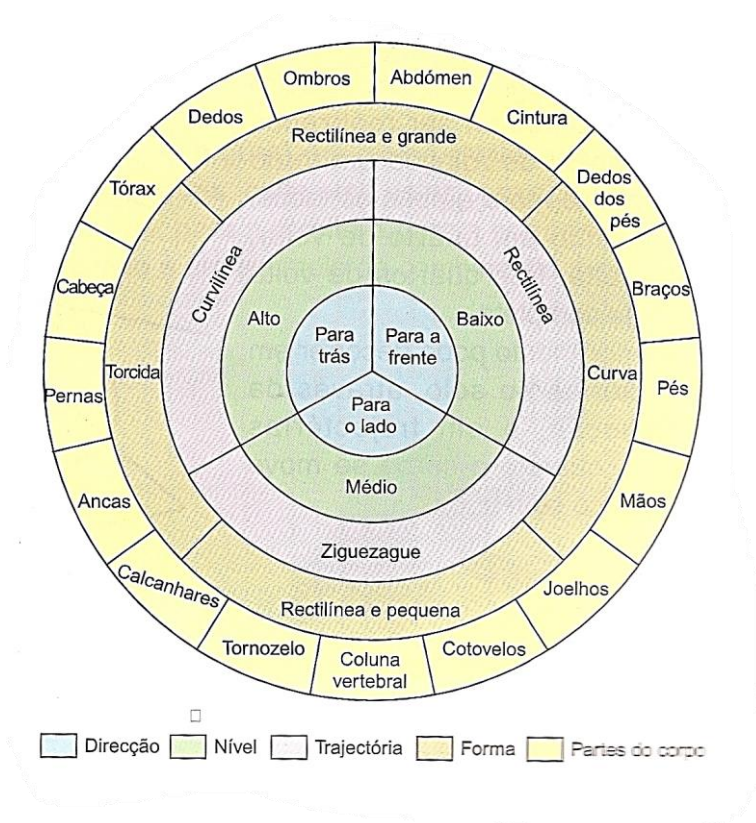 Ombros
Abdómen
Dedos
Cintura
Rectilínea e grande
Tórax
Dedos
dos
pés
Curvilínea
Rectilínea
Cabeça
Braços
Alto
Baixo
Para
trás
Para a
frente
Torcida
Curva
Pernas
Pés
Para
o lado
Médio
Ancas
Mãos
Ziguezague
Calcanhares
Joelhos
Rectilínea e pequena
Tornozelo
Cotovelos
Coluna
vertebral
Direcção Nível Trajectória Forma Partes do corpo